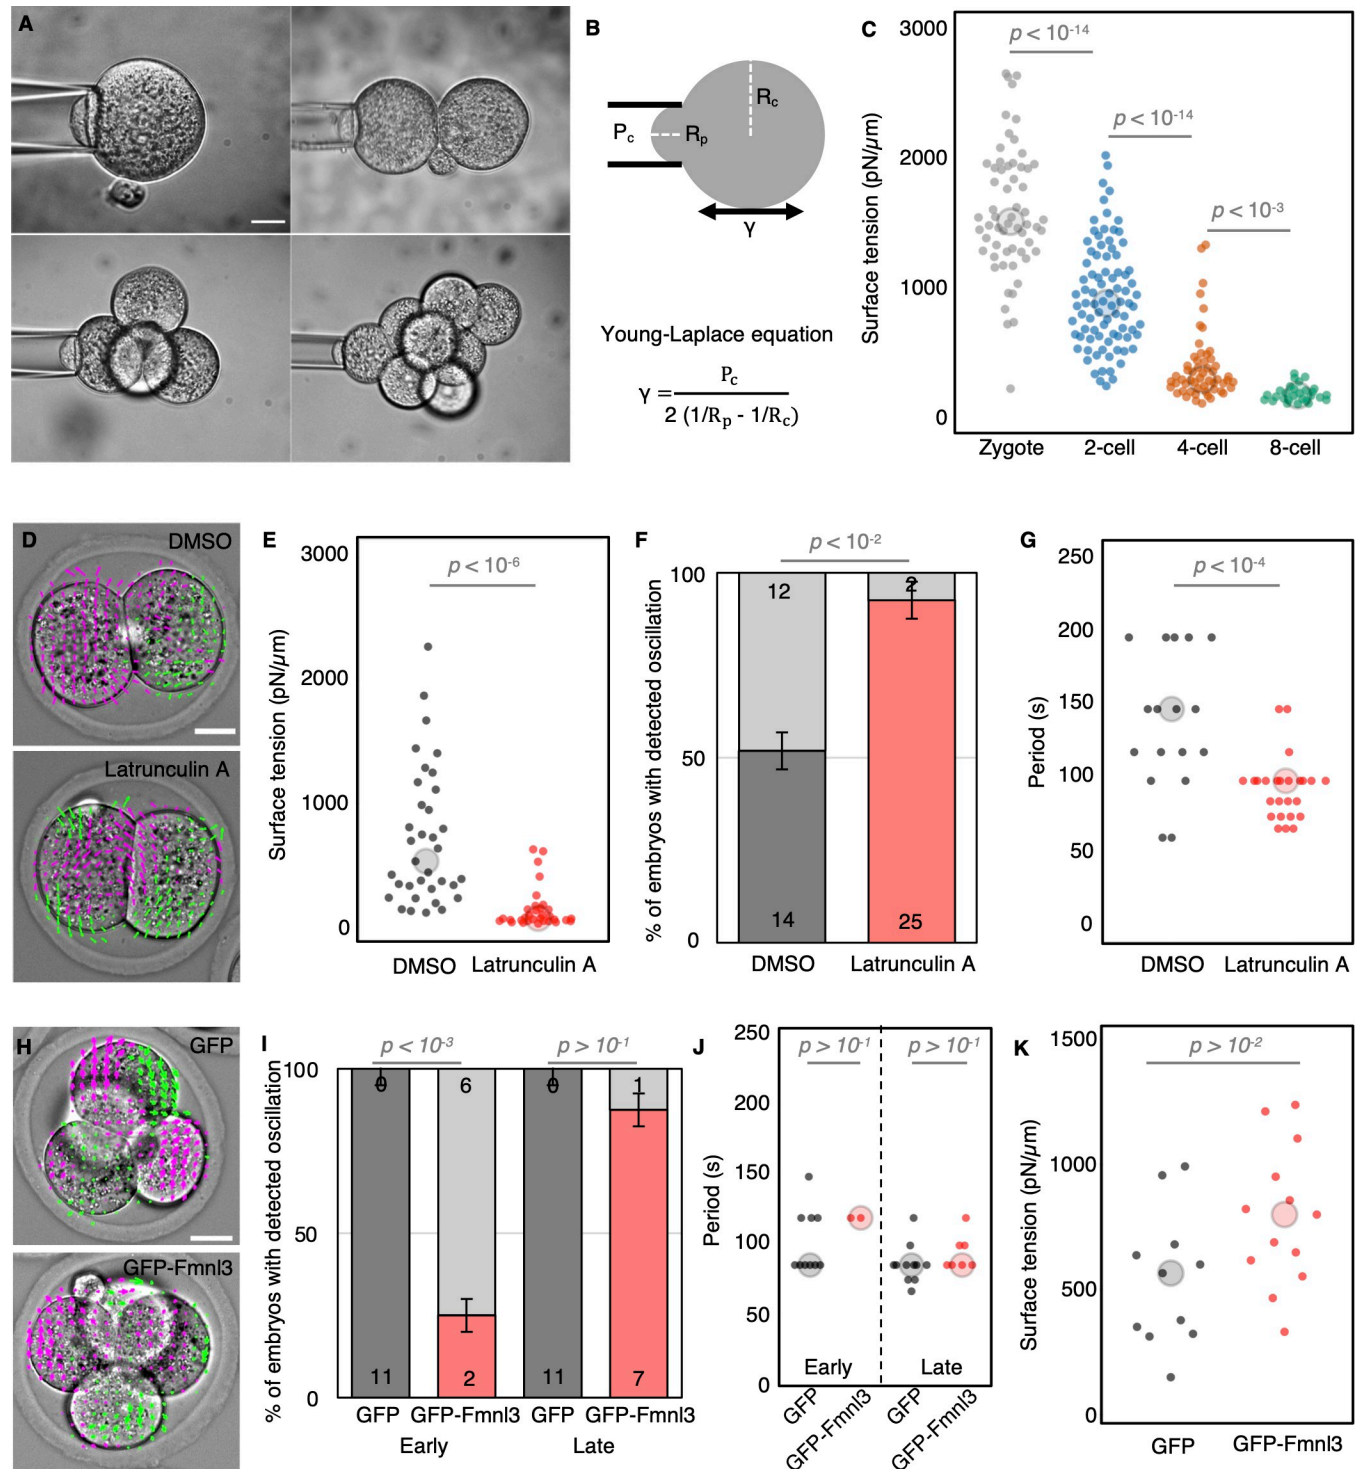 A
B
P_c
R_p
R_c
γ
Young-Laplace equation
γ = P_c / 2 (1/R_p - 1/R_c)
C
Surface tension (pN/µm)
3000
2000
1000
0
p < 10^-14
p < 10^-14
p < 10^-3
Zygote 2-cell 4-cell 8-cell
D
DMSO
Latrunculin A
E
Surface tension (pN/µm)
3000
2000
1000
0
p < 10^-6
DMSO Latrunculin A
F
% of embryos with detected oscillation
100
50
0
p < 10^-2
12
2
14
25
DMSO Latrunculin A
G
Period (s)
250
200
150
100
50
0
p < 10^-4
DMSO Latrunculin A
H
GFP
GFP-Fmnl3
I
% of embryos with detected oscillation
100
50
0
p < 10^-3
p > 10^-1
0
6
0
1
11
2
11
7
GFP GFP-Fmnl3 GFP GFP-Fmnl3
Early Late
J
Period (s)
250
200
150
100
50
0
p > 10^-1
p > 10^-1
Early Late
GFP
GFP-Fmnl3
GFP
GFP-Fmnl3
K
Surface tension (pN/µm)
1500
1000
500
0
p > 10^-2
GFP GFP-Fmnl3